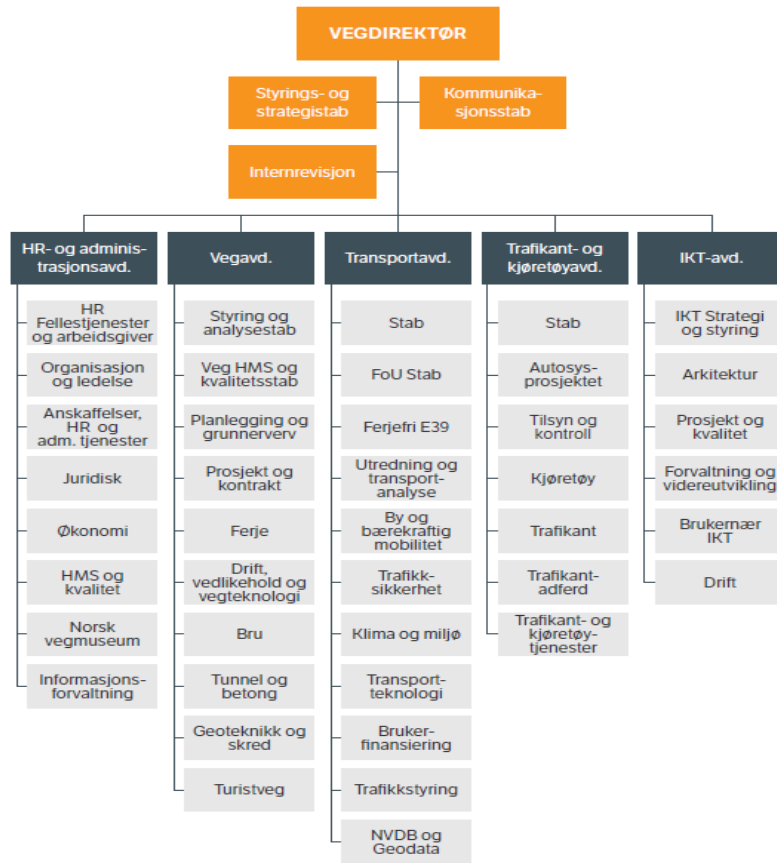 VEGDIREKTØR
Styrings- og
strategistab
Kommunika-
sjonsstab
Internrevisjon
HR- og adminis-
trasjonsavd.
HR
Fellestjenester
og arbeidsgiver
Organisasjon
og ledelse
Anskaffelser,
HR og
adm. tjenester
Juridisk
Økonomi
HMS og
kvalitet
Norsk
vegmuseum
Informasjons-
forvaltning
Vegavd.
Styring og
analysestab
Veg HMS og
kvalitetsstab
Planlegging og
grunnerverv
Prosjekt og
kontrakt
Ferje
Drift,
vedlikehold og
vegteknologi
Bru
Tunnel og
betong
Geoteknikk og
skred
Turistveg
Transportavd.
Stab
FoU Stab
Ferjefri E39
Utredning og
transport-
analyse
By og
bærekraftig
mobilitet
Trafikk-
sikkerhet
Klima og miljø
Transport-
teknologi
Bruker-
finansiering
Trafikkstyring
NVDB og
Geodata
Trafikant- og
kjøretøyavd.
Stab
Autosys-
prosjektet
Tilsyn og
kontroll
Kjøretøy
Trafikant
Trafikant-
adferd
Trafikant- og
kjøretøy-
tjenester
IKT-avd.
IKT Strategi
og styring
Arkitektur
Prosjekt og
kvalitet
Forvaltning og
videreutvikling
Brukernær
IKT
Drift